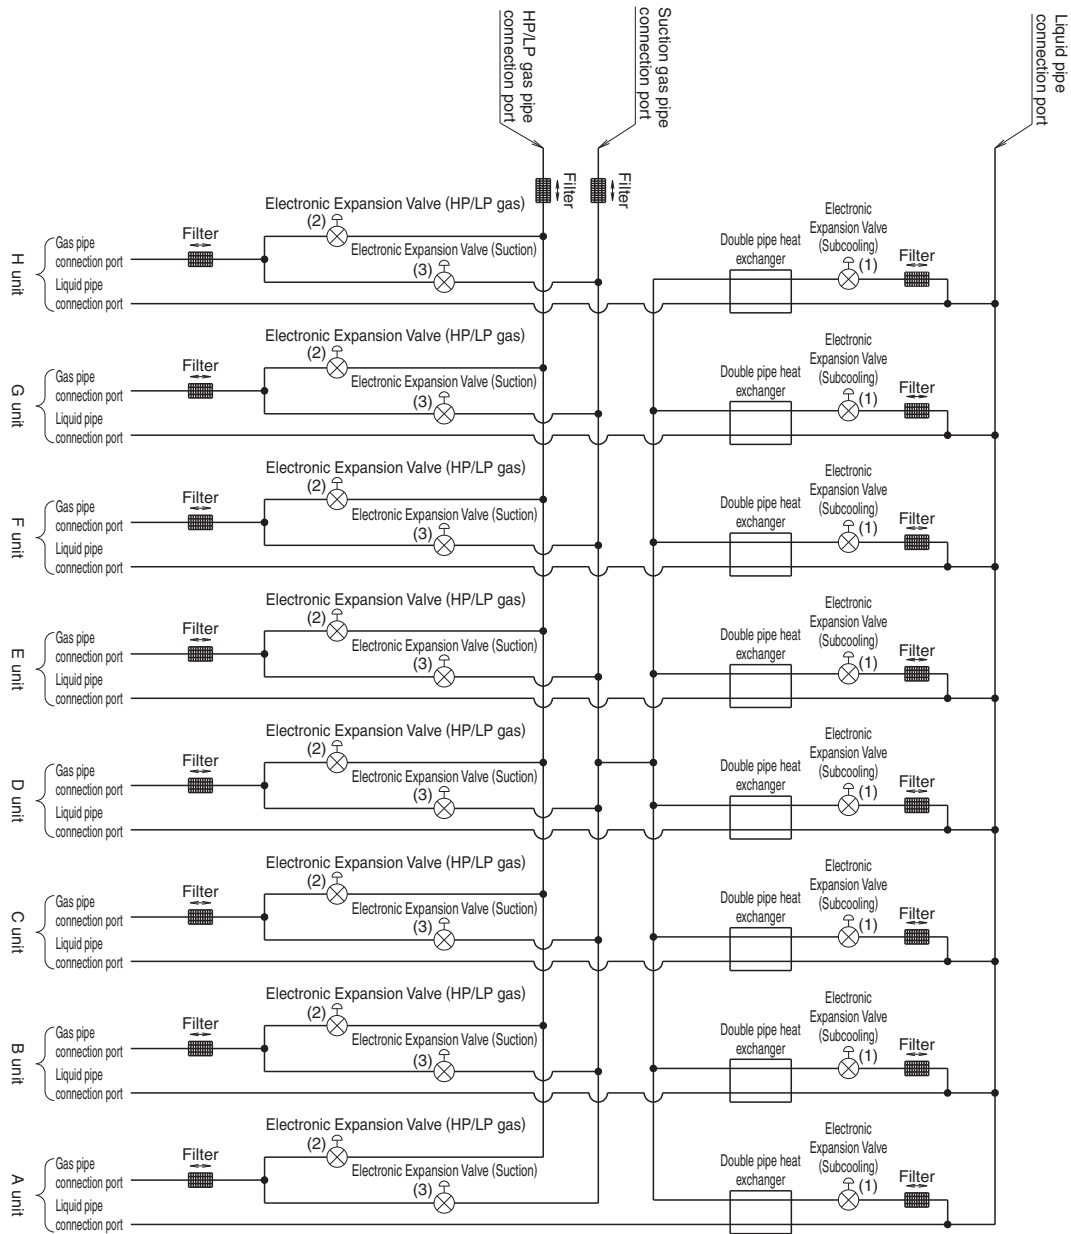 HP/LP gas pipe
connection port
Suction gas pipe
connection port
Liquid pipe
connection port
Filter
Filter
H unit
Gas pipe
connection port
Liquid pipe
connection port
Filter
Electronic Expansion Valve (HP/LP gas)
(2)
Electronic Expansion Valve (Suction)
(3)
Double pipe heat
exchanger
Electronic
Expansion Valve
(Subcooling)
(1)
Filter
G unit
Gas pipe
connection port
Liquid pipe
connection port
Filter
Electronic Expansion Valve (HP/LP gas)
(2)
Electronic Expansion Valve (Suction)
(3)
Double pipe heat
exchanger
Electronic
Expansion Valve
(Subcooling)
(1)
Filter
F unit
Gas pipe
connection port
Liquid pipe
connection port
Filter
Electronic Expansion Valve (HP/LP gas)
(2)
Electronic Expansion Valve (Suction)
(3)
Double pipe heat
exchanger
Electronic
Expansion Valve
(Subcooling)
(1)
Filter
E unit
Gas pipe
connection port
Liquid pipe
connection port
Filter
Electronic Expansion Valve (HP/LP gas)
(2)
Electronic Expansion Valve (Suction)
(3)
Double pipe heat
exchanger
Electronic
Expansion Valve
(Subcooling)
(1)
Filter
D unit
Gas pipe
connection port
Liquid pipe
connection port
Filter
Electronic Expansion Valve (HP/LP gas)
(2)
Electronic Expansion Valve (Suction)
(3)
Double pipe heat
exchanger
Electronic
Expansion Valve
(Subcooling)
(1)
Filter
C unit
Gas pipe
connection port
Liquid pipe
connection port
Filter
Electronic Expansion Valve (HP/LP gas)
(2)
Electronic Expansion Valve (Suction)
(3)
Double pipe heat
exchanger
Electronic
Expansion Valve
(Subcooling)
(1)
Filter
B unit
Gas pipe
connection port
Liquid pipe
connection port
Filter
Electronic Expansion Valve (HP/LP gas)
(2)
Electronic Expansion Valve (Suction)
(3)
Double pipe heat
exchanger
Electronic
Expansion Valve
(Subcooling)
(1)
Filter
A unit
Gas pipe
connection port
Liquid pipe
connection port
Filter
Electronic Expansion Valve (HP/LP gas)
(2)
Electronic Expansion Valve (Suction)
(3)
Double pipe heat
exchanger
Electronic
Expansion Valve
(Subcooling)
(1)
Filter